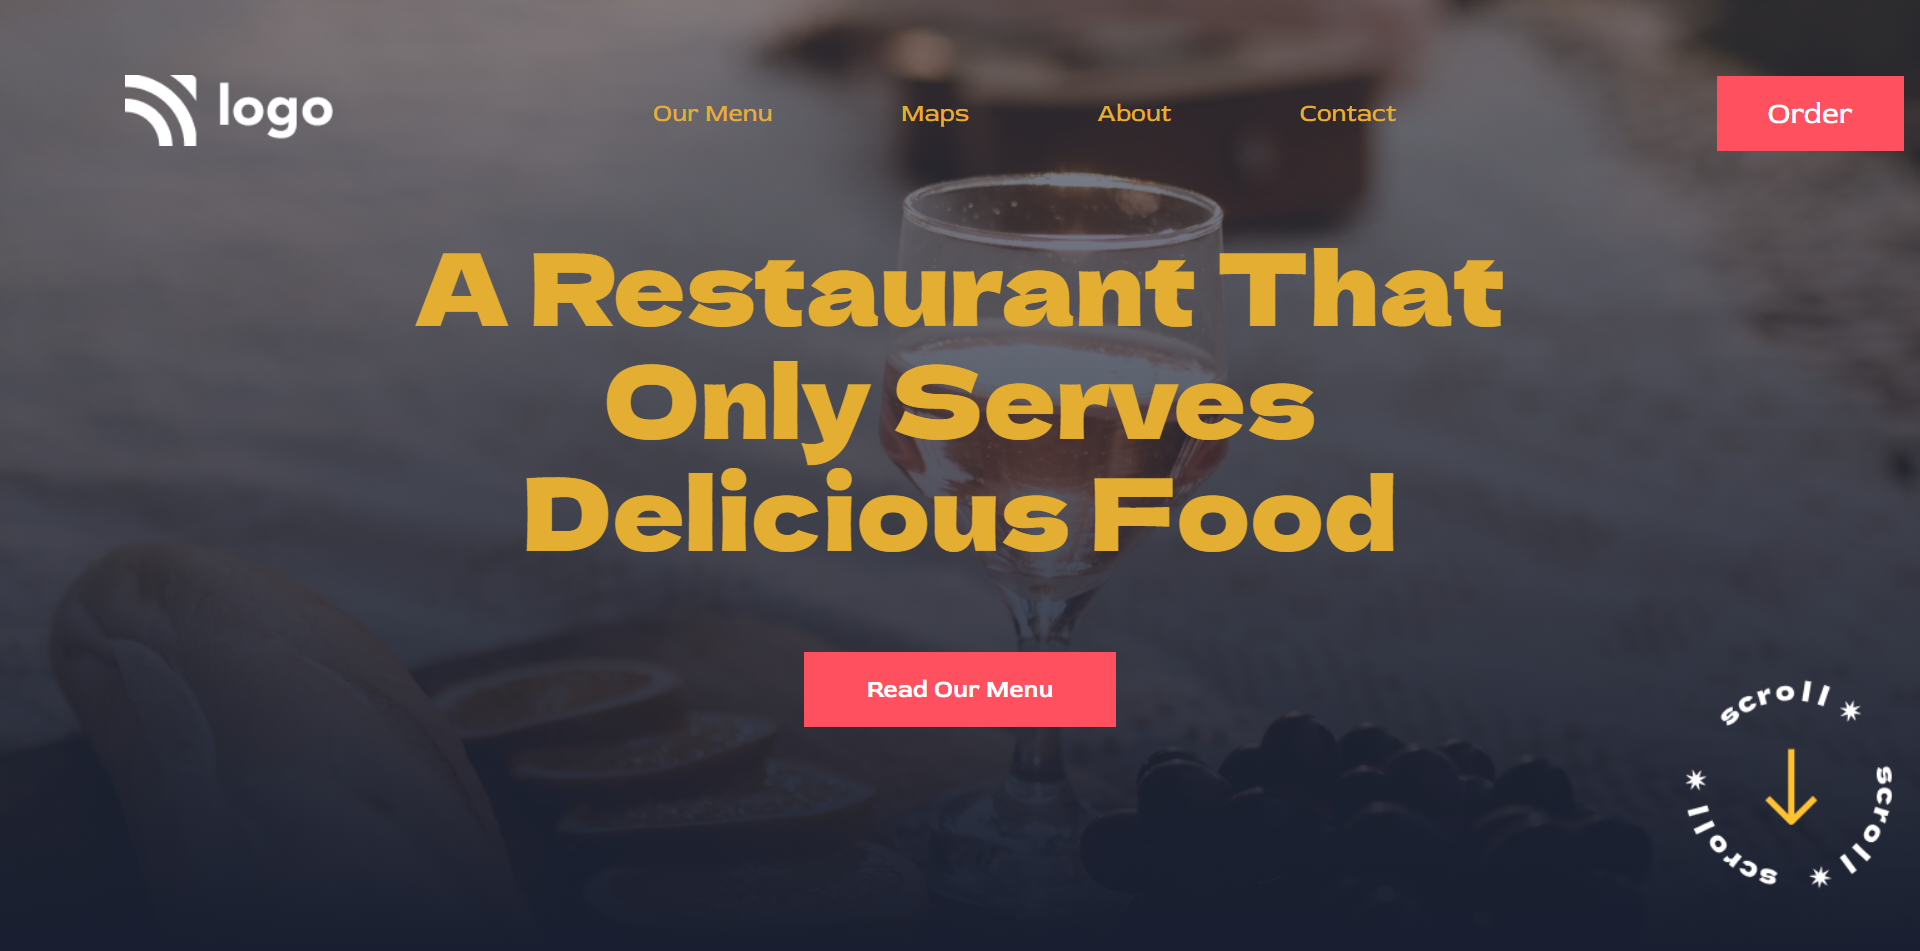 logo
Our Menu
Maps
About
Contact
Order
A Restaurant That
Only Serves
Delicious Food
Read Our Menu
scroll
scroll
scroll